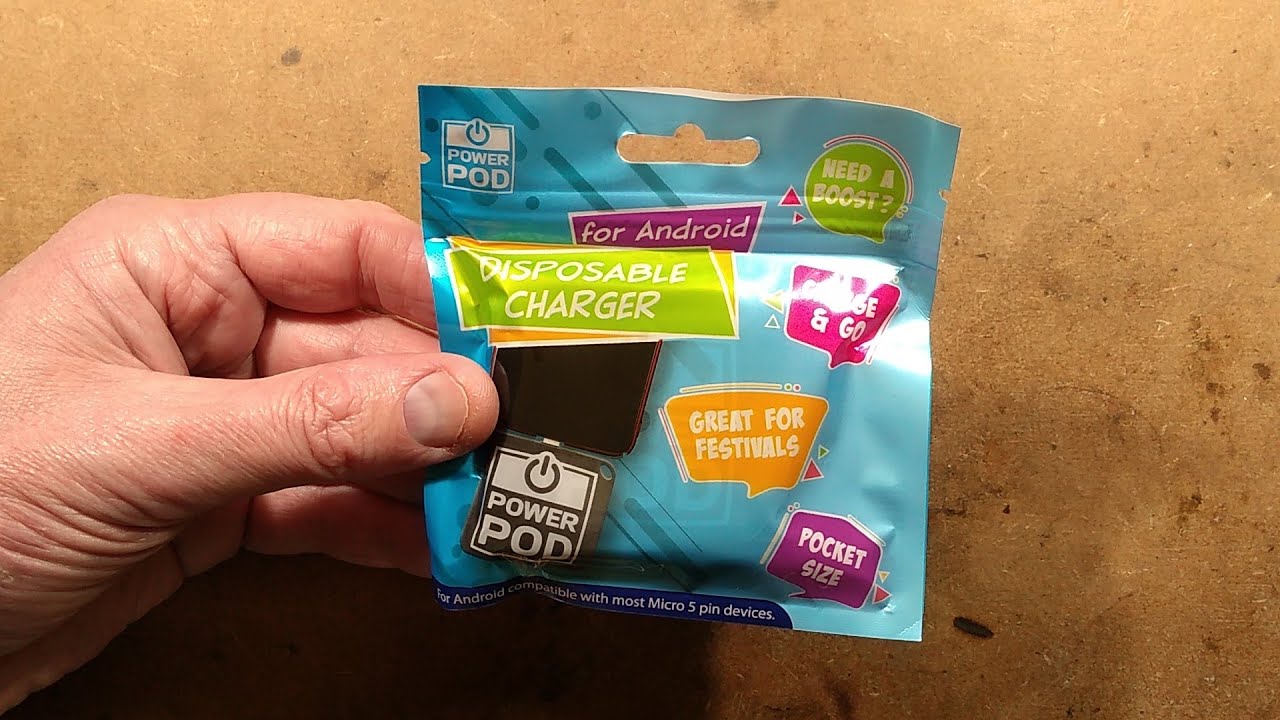 POWER
POD
NEED A
BOOST?
for Android
DISPOSABLE
CHARGER
& GO
GREAT FOR
FESTIVALS
POWER
POD
POCKET
SIZE
For Android compatible with most Micro 5 pin devices.